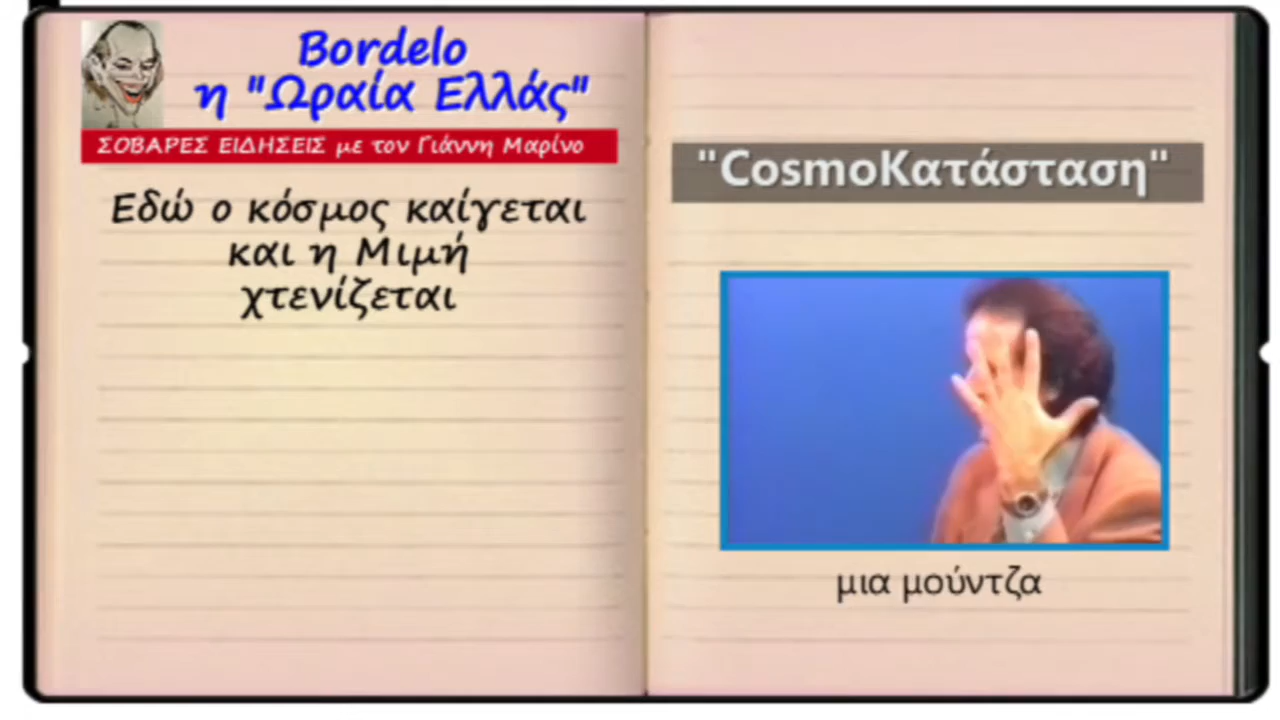 Bordelo
η "Ωραία Ελλάς"
ΣΟΒΑΡΕΣ ΕΙΔΗΣΕΙΣ με τον Γιάννη Μαρίνο
Εδώ ο κόσμος καίγεται
και η Μιμή
χτενίζεται
"CosmoΚατάσταση"
μια μούντζα